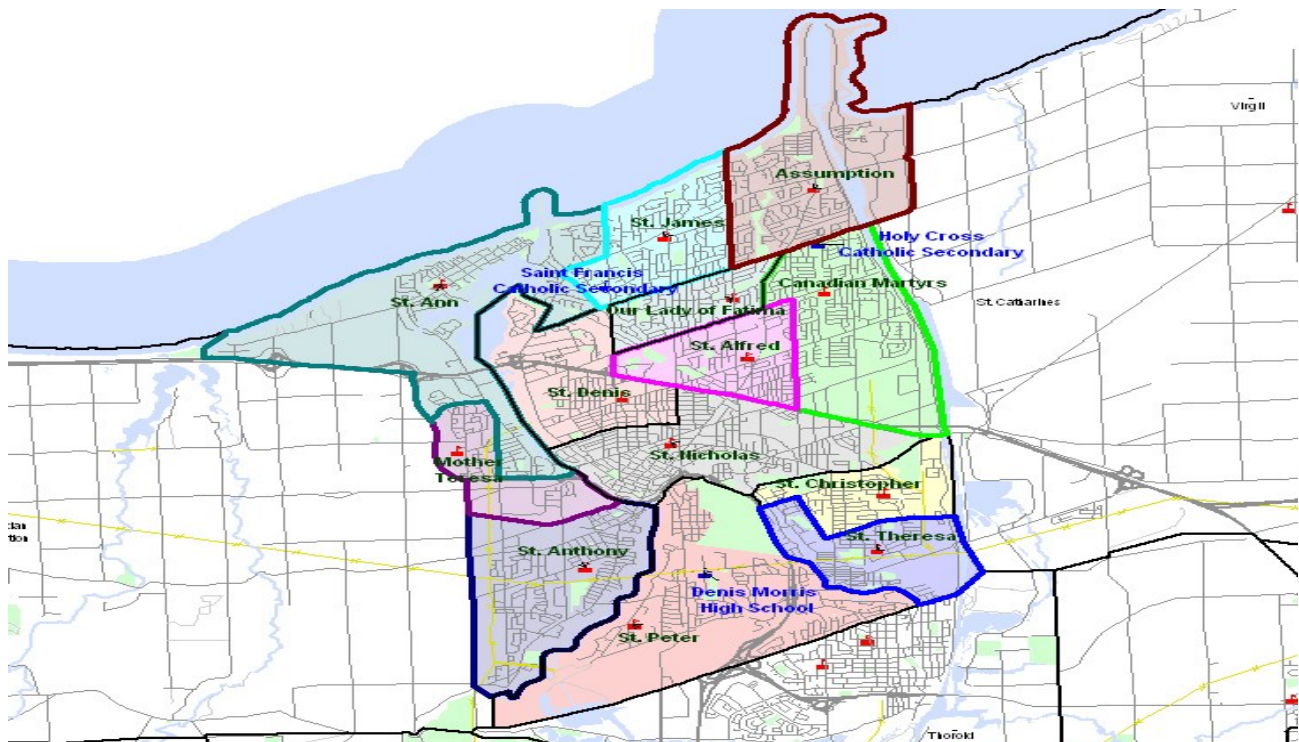 Virgil
Assumption
St. James
Holy Cross
Catholic Secondary
Saint Francis
Catholic Secondary
St. Ann
Canadian Martyrs
St. Catharines
Our Lady of Fatima
St. Alfred
St. Denis
St. Nicholas
Mother
Teresa
St. Christopher
St. Theresa
St. Anthony
Denis Morris
High School
St. Peter
Thorold